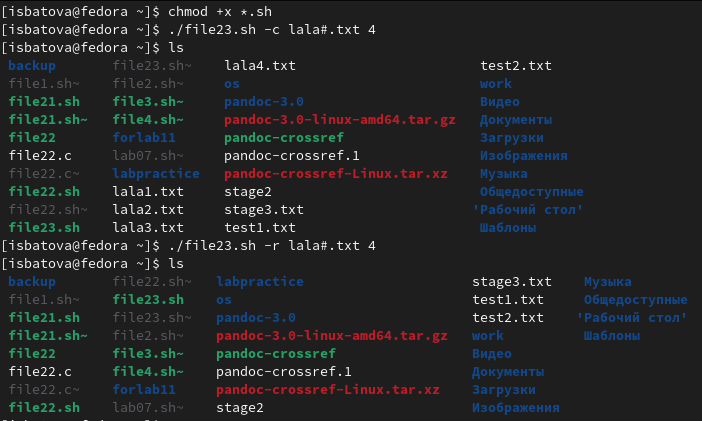 [isbatova@fedora ~]$ chmod +x *.sh
[isbatova@fedora ~]$ ./file23.sh -c lala#.txt 4
[isbatova@fedora ~]$ ls
backup file23.sh~ lala4.txt test2.txt
file1.sh~ file2.sh~ os work
file21.sh file3.sh~ pandoc-3.0 Видео
file21.sh~ file4.sh~ pandoc-3.0-linux-amd64.tar.gz Документы
file22 forlab11 pandoc-crossref Загрузки
file22.c lab07.sh~ pandoc-crossref.1 Изображения
file22.c~ labpractice pandoc-crossref-Linux.tar.xz Музыка
file22.sh lala1.txt stage2 Общедоступные
file22.sh~ lala2.txt stage3.txt 'Рабочий стол'
file23.sh lala3.txt test1.txt Шаблоны
[isbatova@fedora ~]$ ./file23.sh -r lala#.txt 4
[isbatova@fedora ~]$ ls
backup file22.sh~ labpractice stage3.txt Музыка
file1.sh~ file23.sh os test1.txt Общедоступные
file21.sh file23.sh~ pandoc-3.0 test2.txt 'Рабочий стол'
file21.sh~ file2.sh~ pandoc-3.0-linux-amd64.tar.gz work Шаблоны
file22 file3.sh~ pandoc-crossref Видео
file22.c file4.sh~ pandoc-crossref.1 Документы
file22.c~ forlab11 pandoc-crossref-Linux.tar.xz Загрузки
file22.sh lab07.sh~ stage2 Изображения